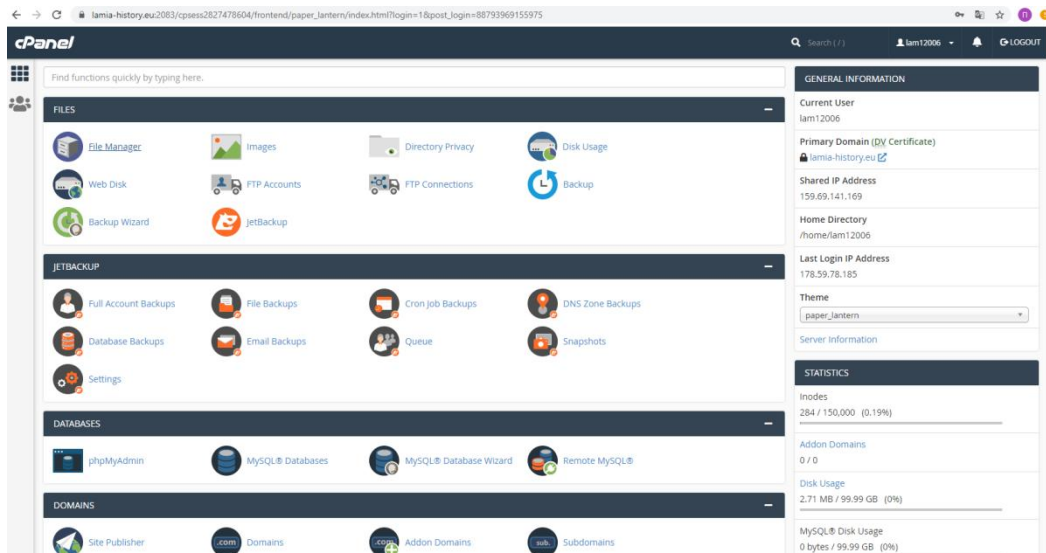 lamia-history.eu:2083/cpsess2827478604/frontend/paper_lantern/index.html?login=1&post_login=88793969155975
П
cPanel
Search ( / )
lam12006
LOGOUT
Find functions quickly by typing here.
FILES
File Manager
Images
Directory Privacy
Disk Usage
Web Disk
FTP Accounts
FTP Connections
Backup
Backup Wizard
JetBackup
JETBACKUP
Full Account Backups
File Backups
Cron Job Backups
DNS Zone Backups
Database Backups
Email Backups
Queue
Snapshots
Settings
DATABASES
phpMyAdmin
MySQL® Databases
MySQL® Database Wizard
Remote MySQL®
DOMAINS
Site Publisher
.com
Domains
.com
Addon Domains
sub.
Subdomains
GENERAL INFORMATION
Current User
lam12006
Primary Domain (DV Certificate)
lamia-history.eu
Shared IP Address
159.69.141.169
Home Directory
/home/lam12006
Last Login IP Address
178.59.78.185
Theme
paper_lantern
Server Information
STATISTICS
Inodes
284 / 150,000 (0.19%)
Addon Domains
0 / 0
Disk Usage
2.71 MB / 99.99 GB (0%)
MySQL® Disk Usage
0 bytes / 99.99 GB (0%)